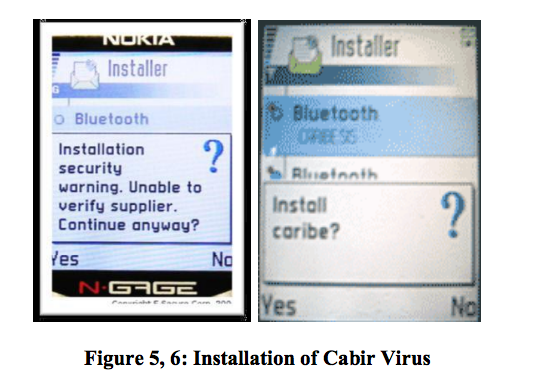 NOKIA
Installer
Bluetooth
Installation
security
warning. Unable to
verify supplier.
Continue anyway?
?
Yes
No
N·GAGE
Installer
Bluetooth
CARIBE SIS
Bluetooth
Install
caribe?
?
Yes
No
Figure 5, 6: Installation of Cabir Virus